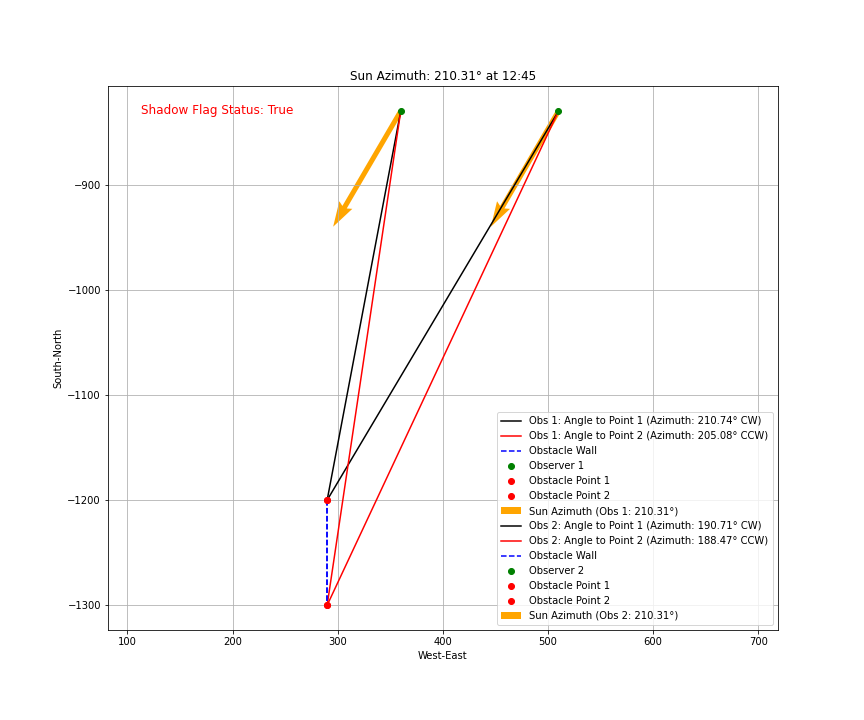 Sun Azimuth: 210.31° at 12:45
Shadow Flag Status: True
−900
−1000
−1100
−1200
−1300
South-North
Obs 1: Angle to Point 1 (Azimuth: 210.74° CW)
Obs 1: Angle to Point 2 (Azimuth: 205.08° CCW)
Obstacle Wall
Observer 1
Obstacle Point 1
Obstacle Point 2
Sun Azimuth (Obs 1: 210.31°)
Obs 2: Angle to Point 1 (Azimuth: 190.71° CW)
Obs 2: Angle to Point 2 (Azimuth: 188.47° CCW)
Obstacle Wall
Observer 2
Obstacle Point 1
Obstacle Point 2
Sun Azimuth (Obs 2: 210.31°)
100 200 300 400 500 600 700
West-East